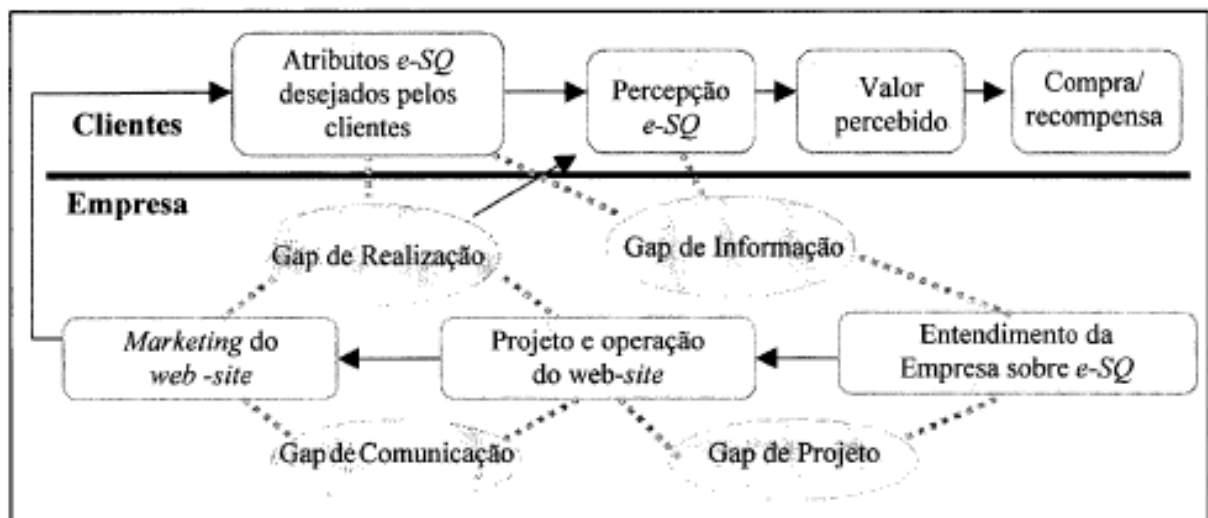 Clientes
Atributos e-SQ
desejados pelos
clientes
Percepção
e-SQ
Valor
percebido
Compra/
recompensa
Empresa
Gap de Realização
Gap de Informação
Marketing do
web -site
Projeto e operação
do web-site
Entendimento da
Empresa sobre e-SQ
Gap de Comunicação
Gap de Projeto